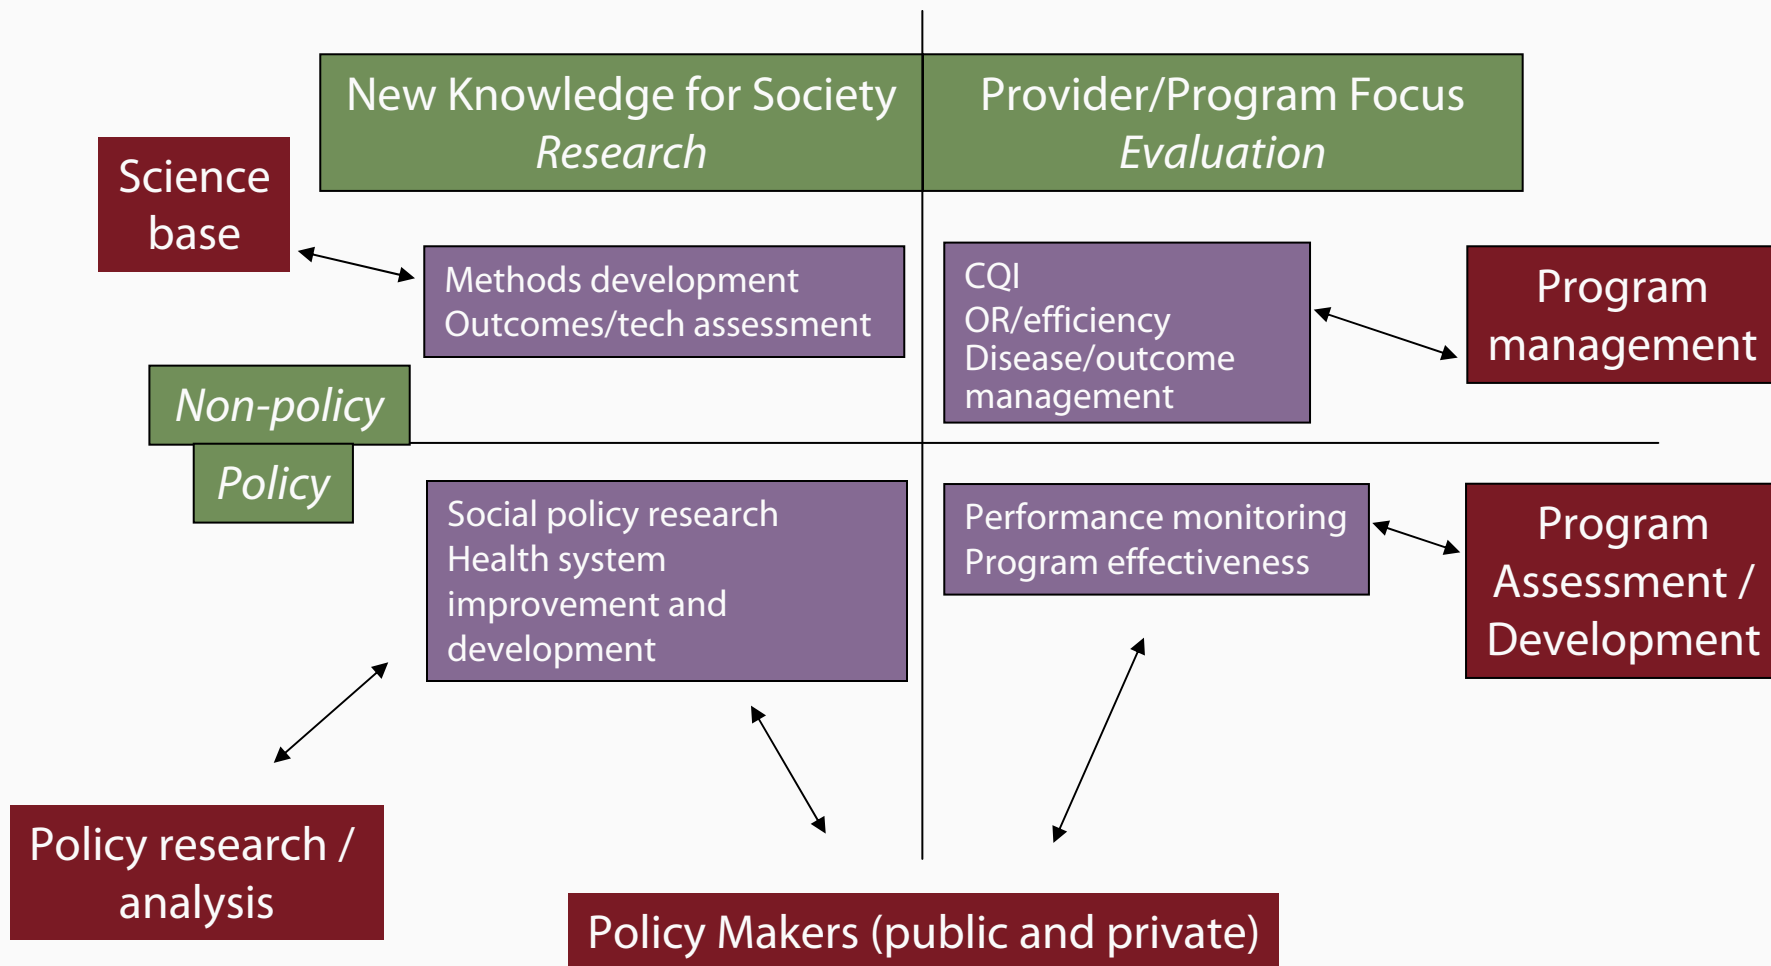 New Knowledge for Society
Research
Provider/Program Focus
Evaluation
Science
base
Methods development
Outcomes/tech assessment
CQI
OR/efficiency
Disease/outcome
management
Program
management
Non-policy
Policy
Social policy research
Health system
improvement and
development
Performance monitoring
Program effectiveness
Program
Assessment /
Development
Policy research /
analysis
Policy Makers (public and private)